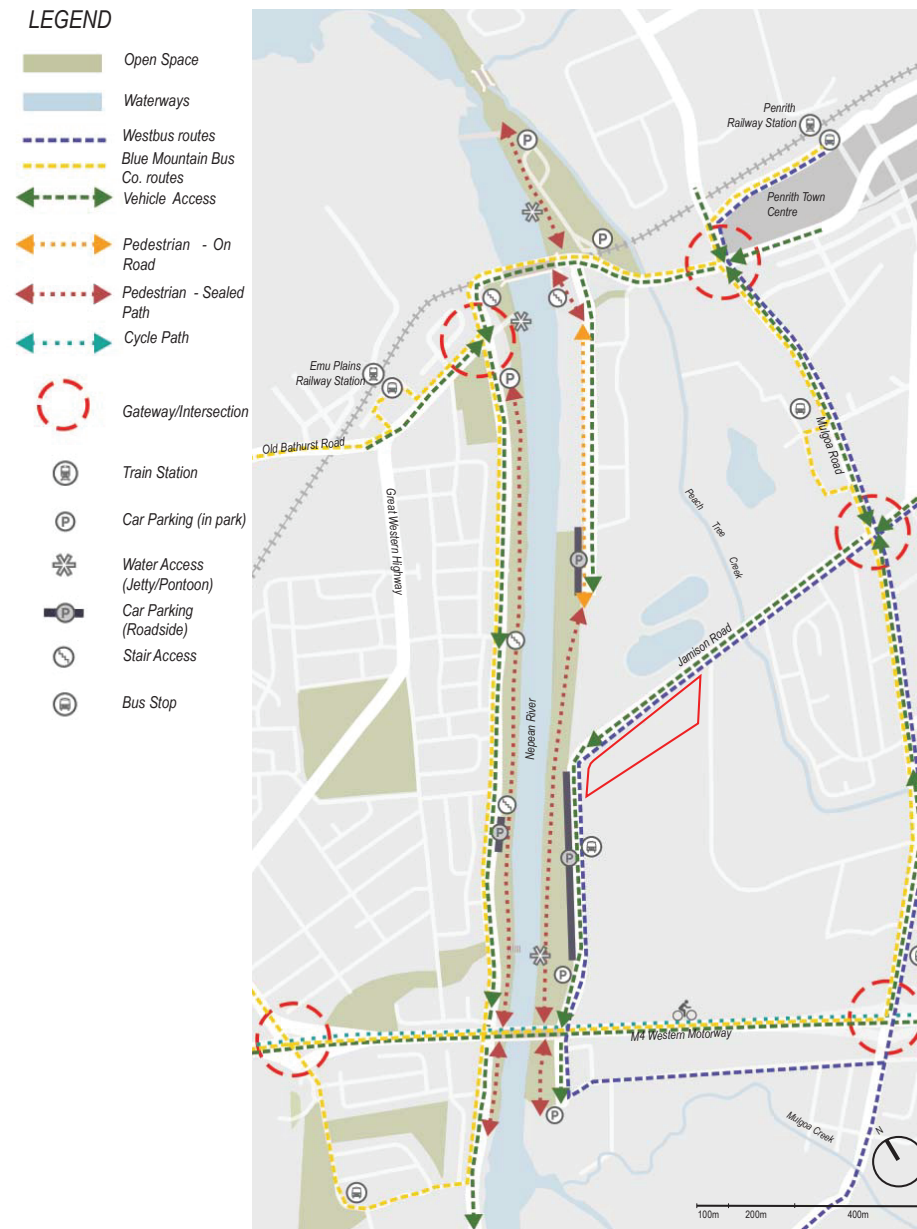 LEGEND
Open Space
Waterways
Westbus routes
Blue Mountain Bus
Co. routes
Vehicle Access
Pedestrian - On
Road
Pedestrian - Sealed
Path
Cycle Path
Gateway/Intersection
Train Station
P
Car Parking (in park)
Water Access
(Jetty/Pontoon)
P
Car Parking
(Roadside)
Stair Access
Bus Stop
Penrith
Railway Station
P
Penrith Town
Centre
P
Emu Plains
Railway Station
P
Old Bathurst Road
Mulgoa Road
Great Western Highway
Peach Tree Creek
P
Jamison Road
Nepean River
P
P
P
M4 Western Motorway
P
Mulgoa Creek
N
100m 200m 400m